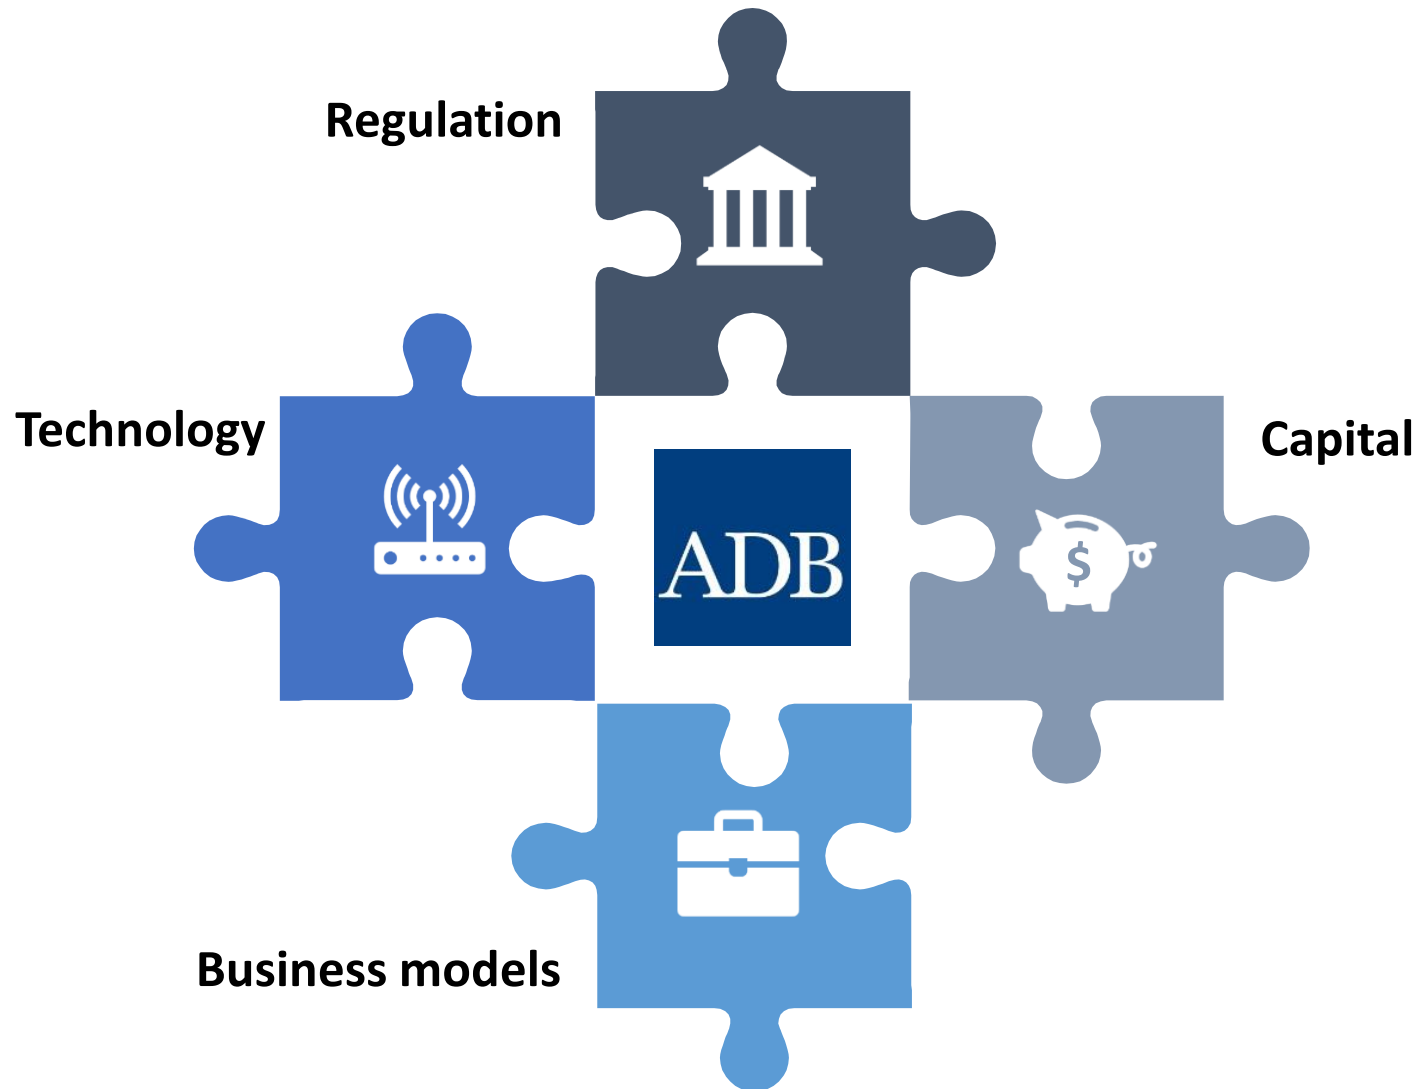 Regulation
Technology
Capital
ADB
$
Business models